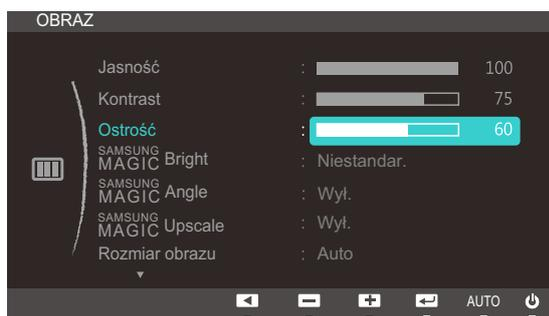 OBRAZ
Jasność : 100
Kontrast : 75
Ostrość : 60
SAMSUNG MAGIC Bright : Niestandar.
SAMSUNG MAGIC Angle : Wył.
SAMSUNG MAGIC Upscale : Wył.
Rozmiar obrazu : Auto
AUTO